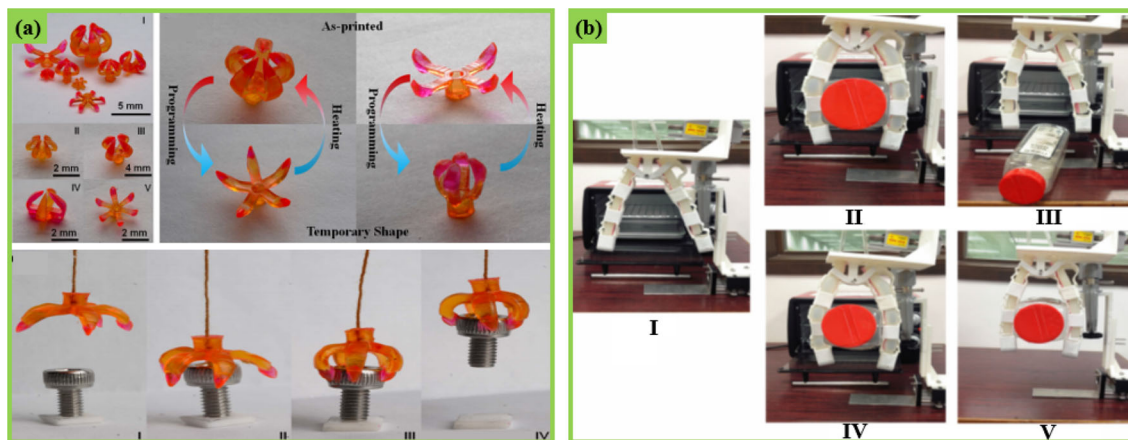 (a)
I
5 mm
II
2 mm
III
4 mm
IV
2 mm
V
2 mm
As-printed
Programming
Heating
Programming
Heating
Temporary Shape
I
II
III
IV
(b)
I
II
III
IV
V